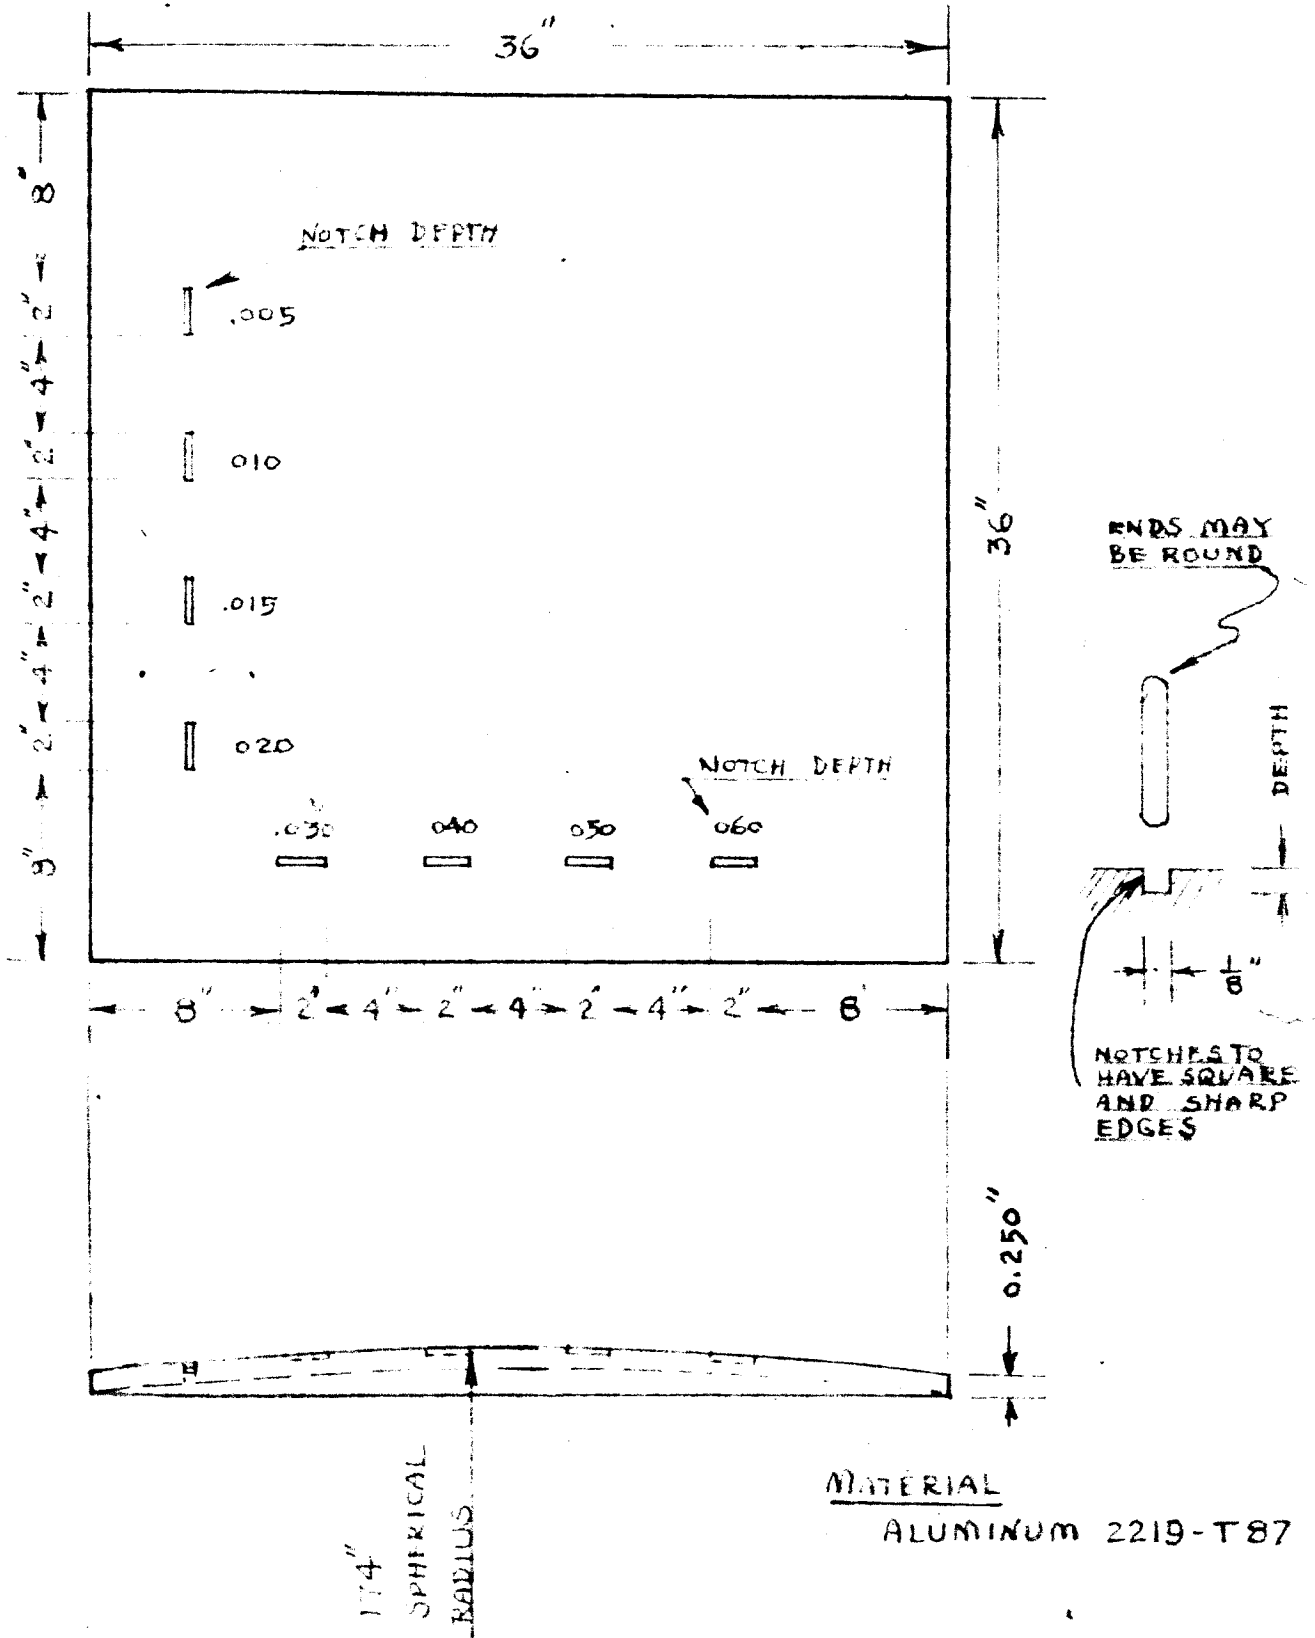 36"
8"
NOTCH DEPTH
2"
.005
4"
2"
010
4"
36"
ENDS MAY
BE ROUND
2"
.015
4"
2"
020
DEPTH
NOTCH DEPTH
.030 040 050 060
9"
1/8"
8" 2" 4" 2" 4" 2" 4" 2" 8
NOTCHES TO
HAVE SQUARE
AND SHARP
EDGES
0.250"
174"
SPHERICAL
RADIUS
MATERIAL
ALUMINUM 2219-T87